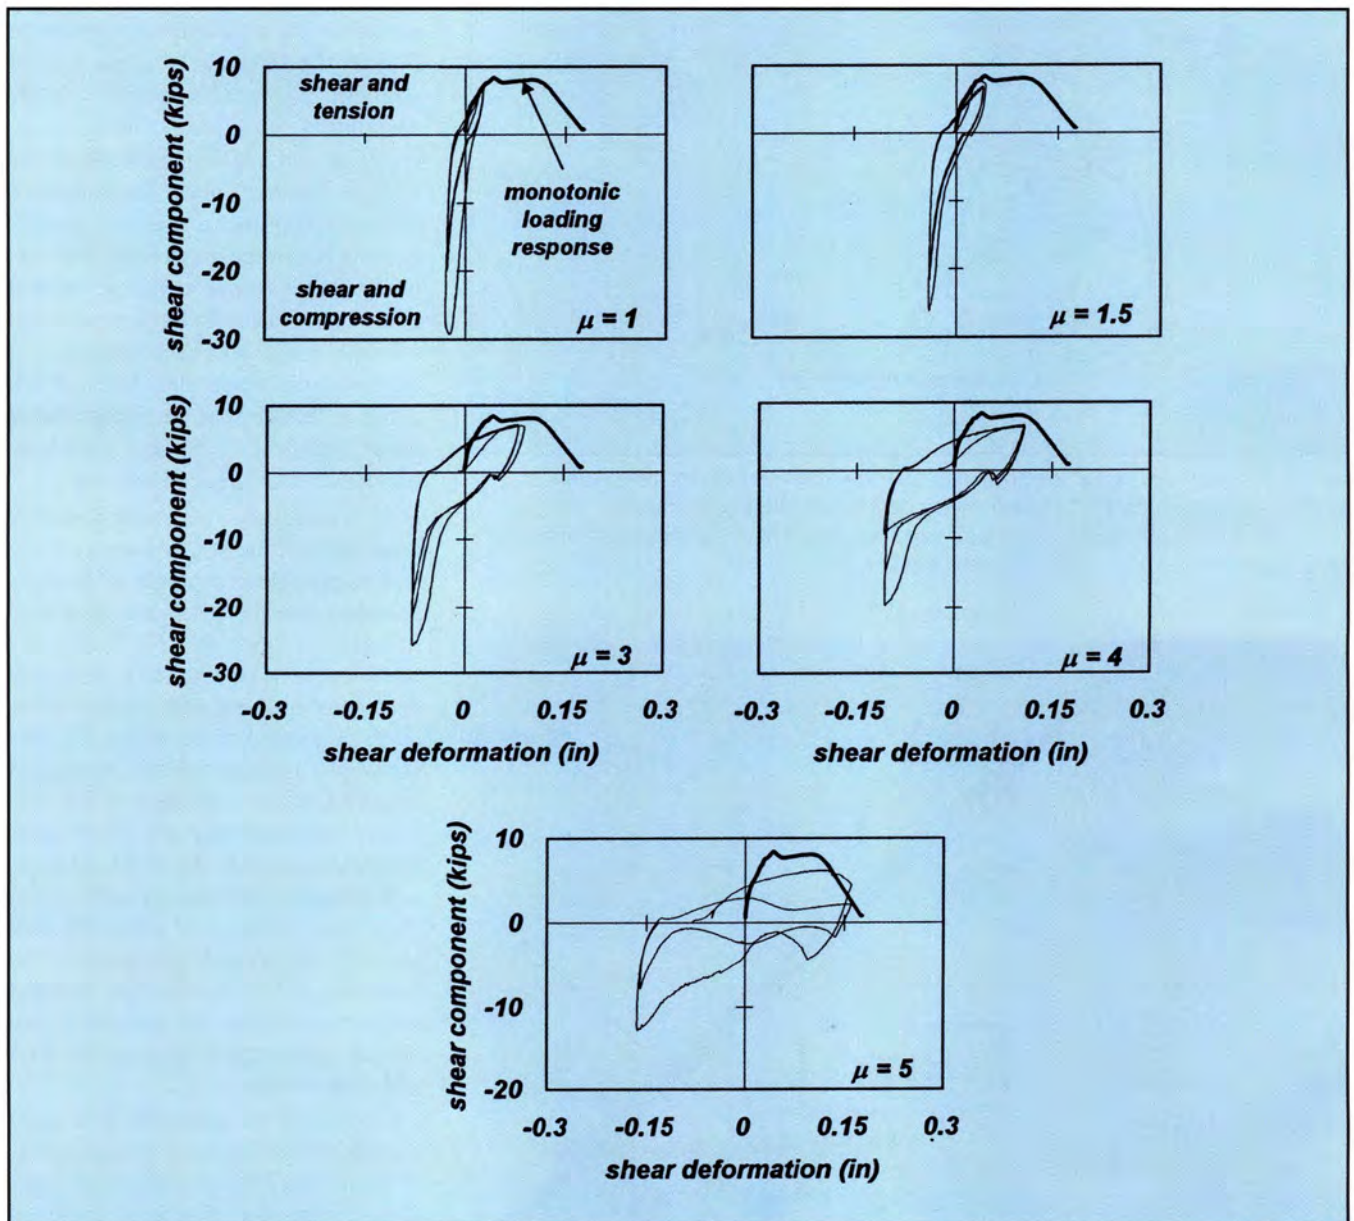 shear component (kips)
10
0
-10
-20
-30
shear and
tension
monotonic
loading
response
shear and
compression
μ = 1
μ = 1.5
shear component (kips)
10
0
-10
-20
-30
μ = 3
μ = 4
-0.3 -0.15 0 0.15 0.3
shear deformation (in)
-0.3 -0.15 0 0.15 0.3
shear deformation (in)
shear component (kips)
10
0
-10
-20
μ = 5
-0.3 -0.15 0 0.15 0.3
shear deformation (in)